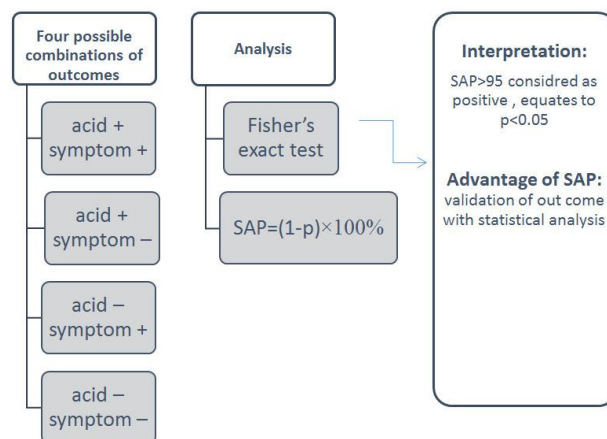 Four possible
combinations of
outcomes
acid +
symptom +
acid +
symptom –
acid –
symptom +
acid –
symptom –
Analysis
Fisher's
exact test
SAP=(1-p)×100%
Interpretation:
SAP>95 considred as
positive , equates to
p<0.05
Advantage of SAP:
validation of out come
with statistical analysis